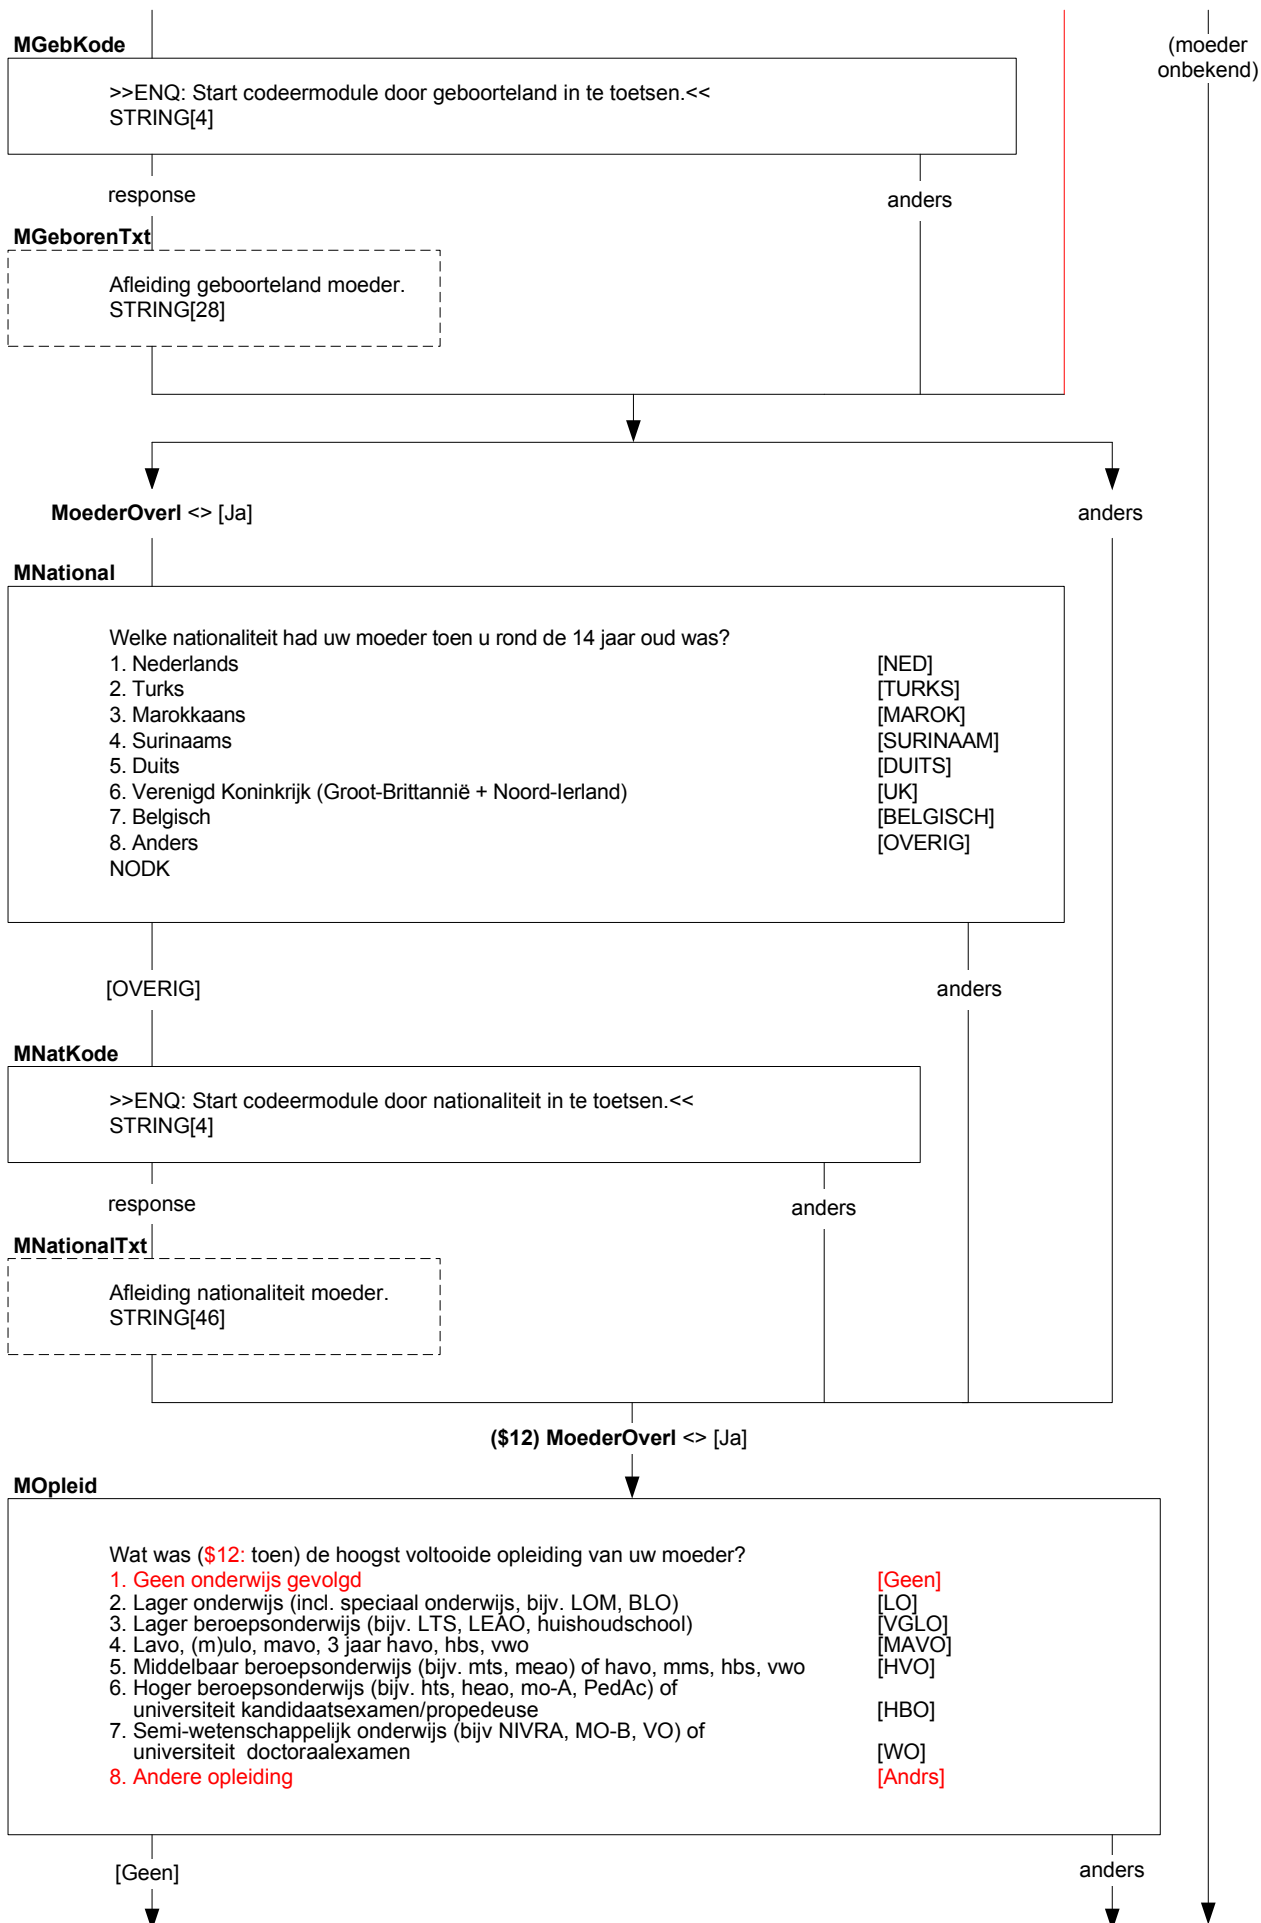 MGebKode
(moeder
onbekend)
>>ENQ: Start codeermodule door geboorteland in te toetsen.<<
STRING[4]
response
anders
MGeborenTxt
Afleiding geboorteland moeder.
STRING[28]
MoederOverl <> [Ja]
anders
MNational
Welke nationaliteit had uw moeder toen u rond de 14 jaar oud was?
1. Nederlands [NED]
2. Turks [TURKS]
3. Marokkaans [MAROK]
4. Surinaams [SURINAAM]
5. Duits [DUITS]
6. Verenigd Koninkrijk (Groot-Brittannië + Noord-Ierland) [UK]
7. Belgisch [BELGISCH]
8. Anders [OVERIG]
NODK
[OVERIG]
anders
MNatKode
>>ENQ: Start codeermodule door nationaliteit in te toetsen.<<
STRING[4]
response
anders
MNationalTxt
Afleiding nationaliteit moeder.
STRING[46]
($12) MoederOverl <> [Ja]
MOpleid
Wat was ($12: toen) de hoogst voltooide opleiding van uw moeder?
1. Geen onderwijs gevolgd [Geen]
2. Lager onderwijs (incl. speciaal onderwijs, bijv. LOM, BLO) [LO]
3. Lager beroepsonderwijs (bijv. LTS, LEAO, huishoudschool) [VGLO]
4. Lavo, (m)ulo, mavo, 3 jaar havo, hbs, vwo [MAVO]
5. Middelbaar beroepsonderwijs (bijv. mts, meao) of havo, mms, hbs, vwo [HVO]
6. Hoger beroepsonderwijs (bijv. hts, heao, mo-A, PedAc) of
universiteit kandidaatsexamen/propedeuse [HBO]
7. Semi-wetenschappelijk onderwijs (bijv NIVRA, MO-B, VO) of
universiteit doctoraalexamen [WO]
8. Andere opleiding [Andrs]
[Geen]
anders